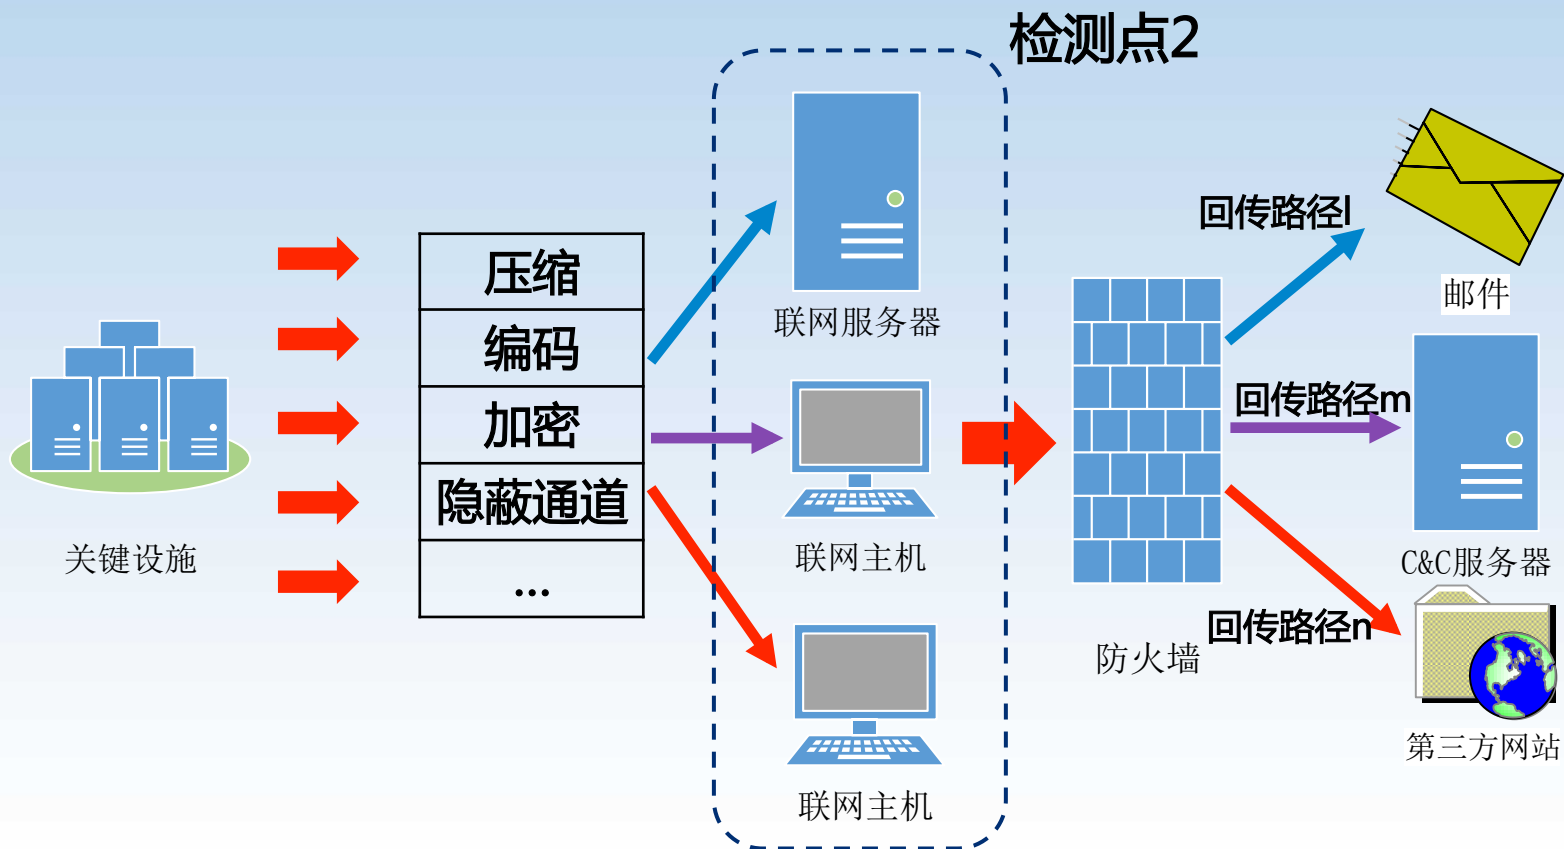 检测点2
关键设施
压缩
编码
加密
隐蔽通道
...
联网服务器
联网主机
联网主机
防火墙
回传路径l
邮件
回传路径m
C&C服务器
回传路径n
第三方网站